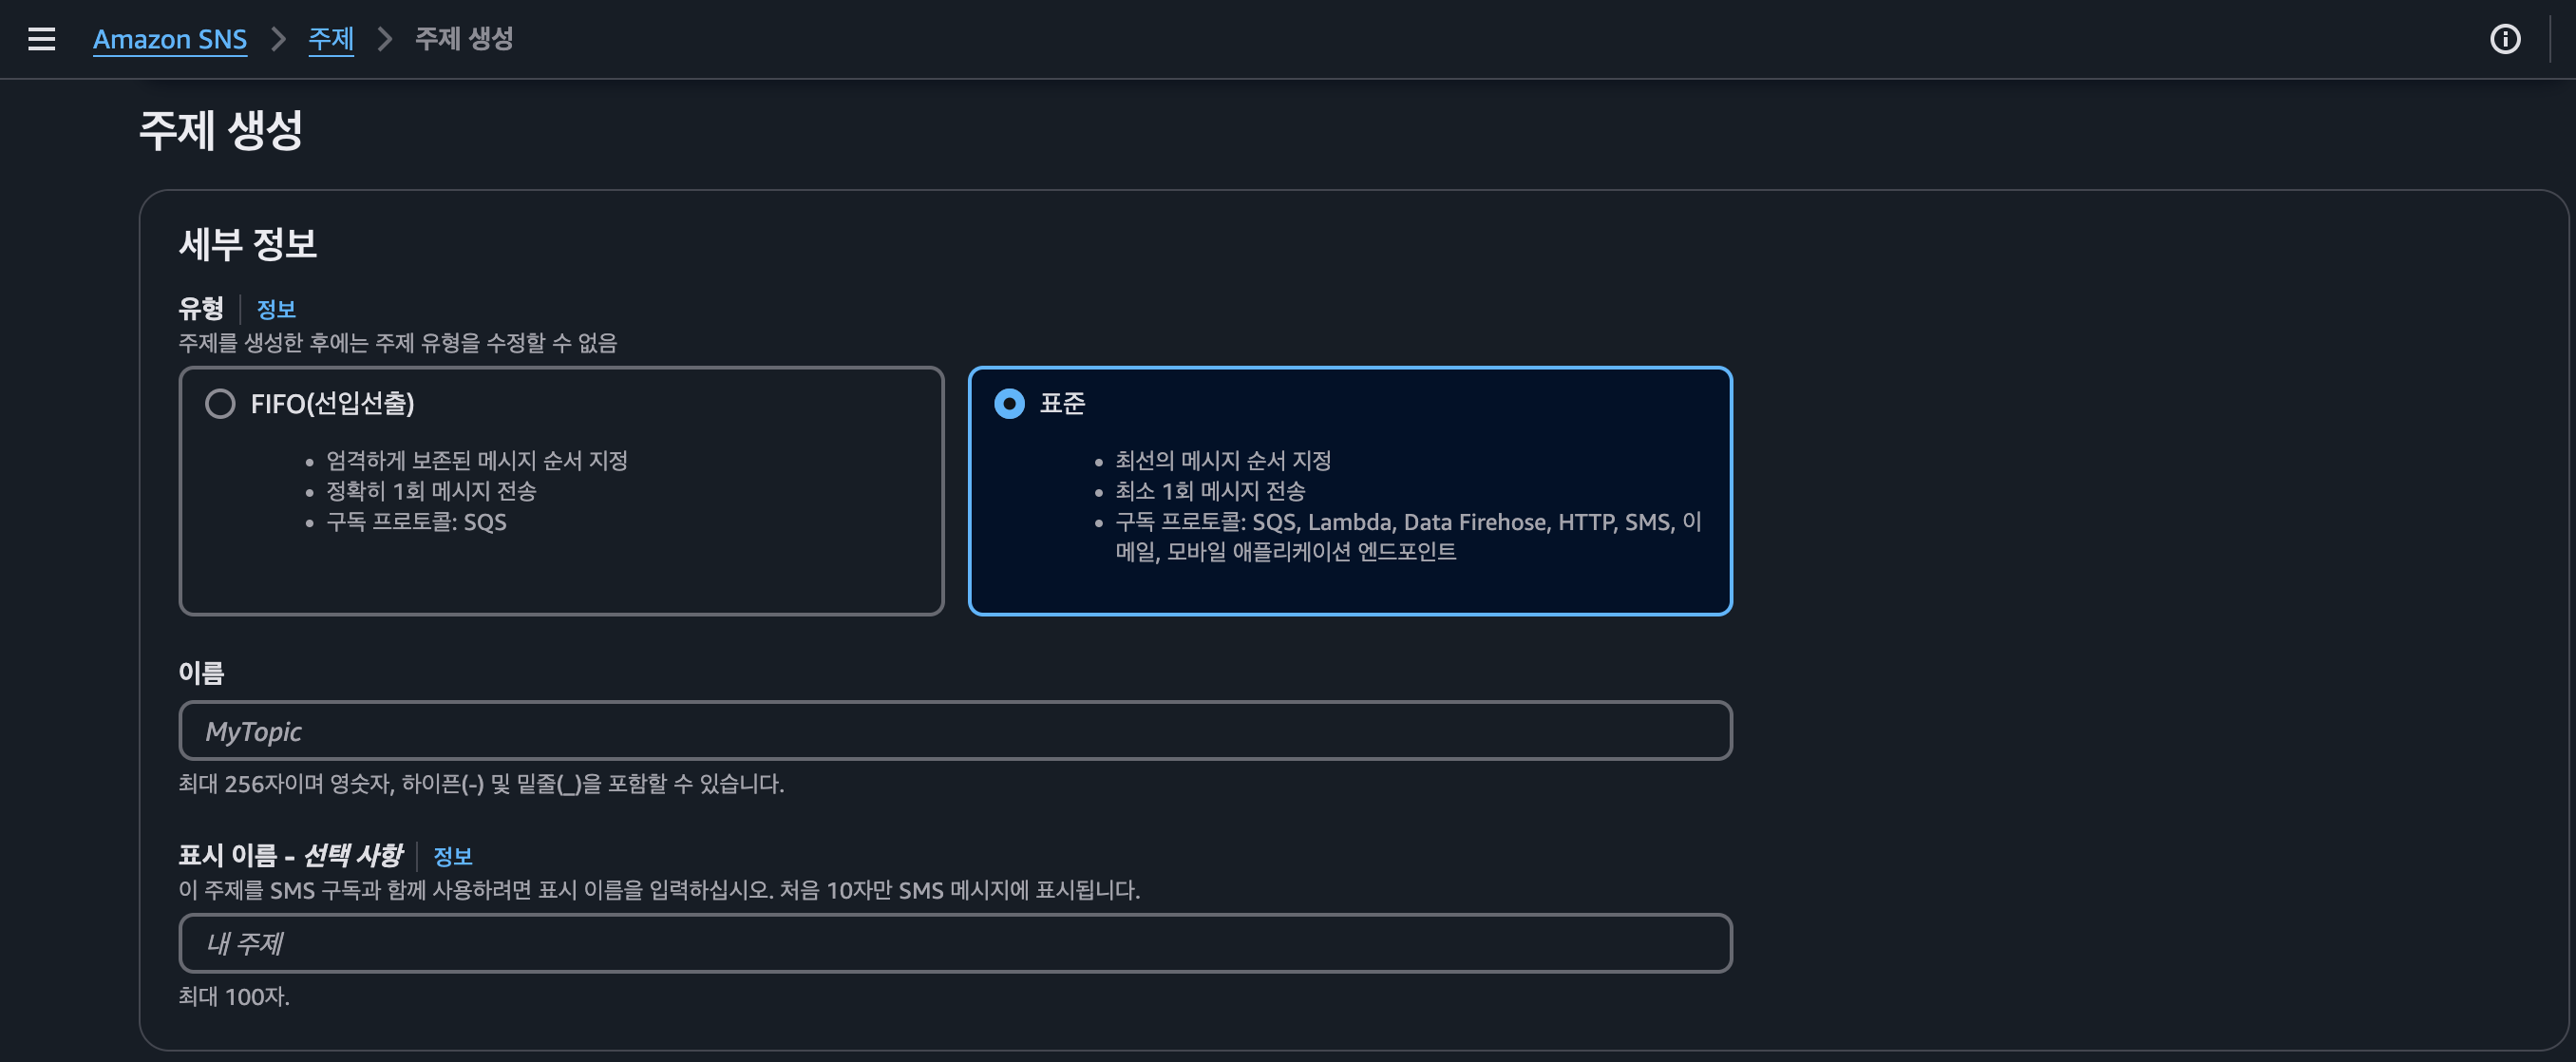 Amazon SNS > 주제 > 주제 생성
주제 생성
세부 정보
유형 | 정보
주제를 생성한 후에는 주제 유형을 수정할 수 없음
FIFO(선입선출)
• 엄격하게 보존된 메시지 순서 지정
• 정확히 1회 메시지 전송
• 구독 프로토콜: SQS
표준
• 최선의 메시지 순서 지정
• 최소 1회 메시지 전송
• 구독 프로토콜: SQS, Lambda, Data Firehose, HTTP, SMS, 이
메일, 모바일 애플리케이션 엔드포인트
이름
MyTopic
최대 256자이며 영숫자, 하이픈(-) 및 밑줄(_)을 포함할 수 있습니다.
표시 이름 - 선택 사항 | 정보
이 주제를 SMS 구독과 함께 사용하려면 표시 이름을 입력하십시오. 처음 10자만 SMS 메시지에 표시됩니다.
내 주제
최대 100자.